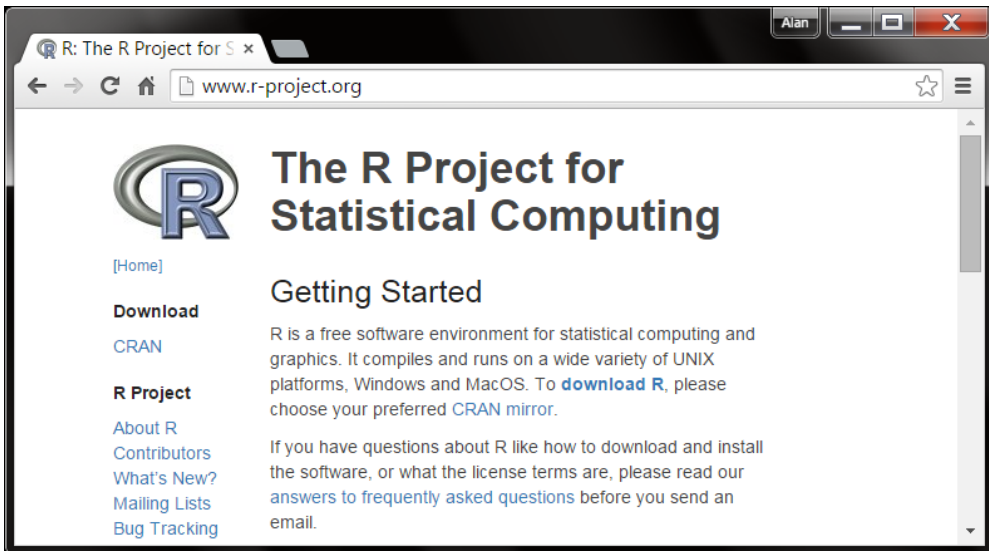 Alan
R: The R Project for S
www.r-project.org
R
The R Project for
Statistical Computing
[Home]
Download
CRAN
R Project
About R
Contributors
What's New?
Mailing Lists
Bug Tracking
Getting Started
R is a free software environment for statistical computing and
graphics. It compiles and runs on a wide variety of UNIX
platforms, Windows and MacOS. To download R, please
choose your preferred CRAN mirror.
If you have questions about R like how to download and install
the software, or what the license terms are, please read our
answers to frequently asked questions before you send an
email.